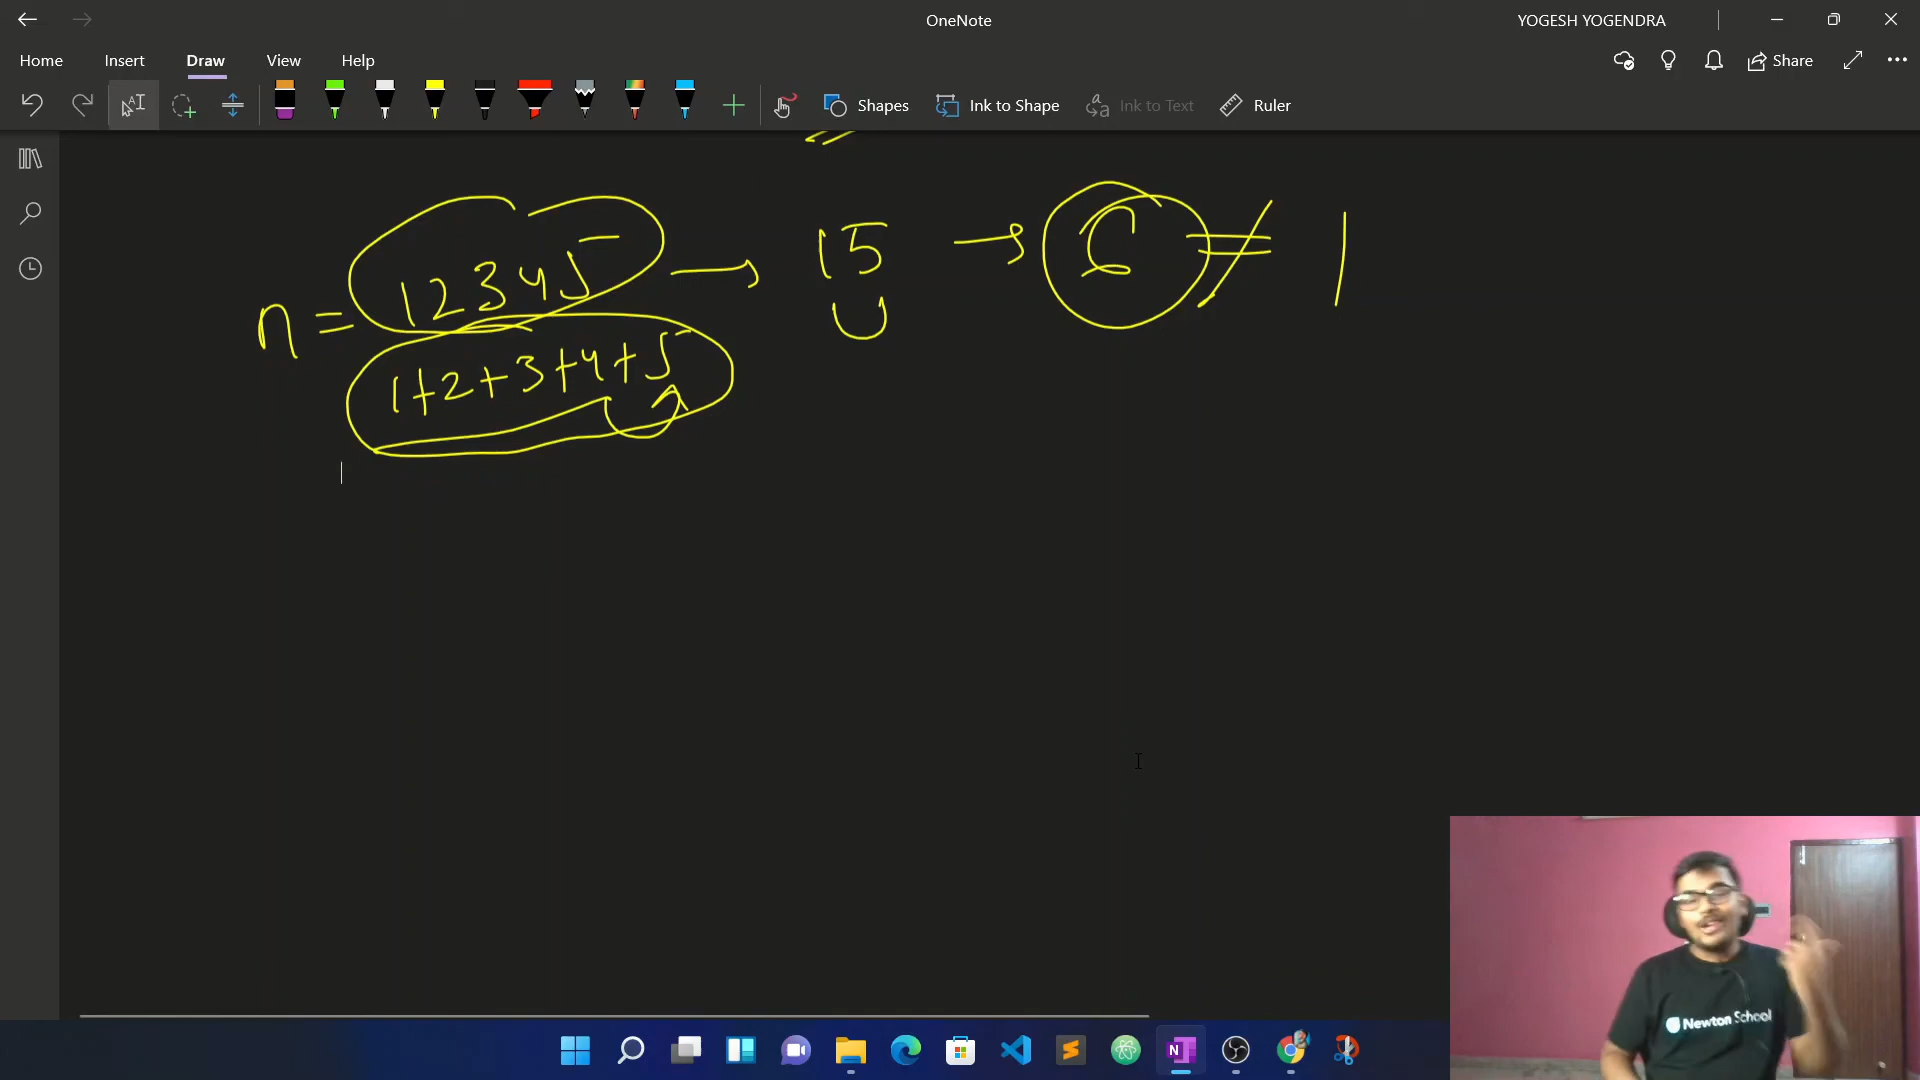 OneNote
YOGESH YOGENDRA
Home Insert Draw View Help
Share
Shapes
Ink to Shape
Ink to Text
Ruler
n = 12345 → 15 → 6 ≠ 1
1+2+3+4+5
Newton School